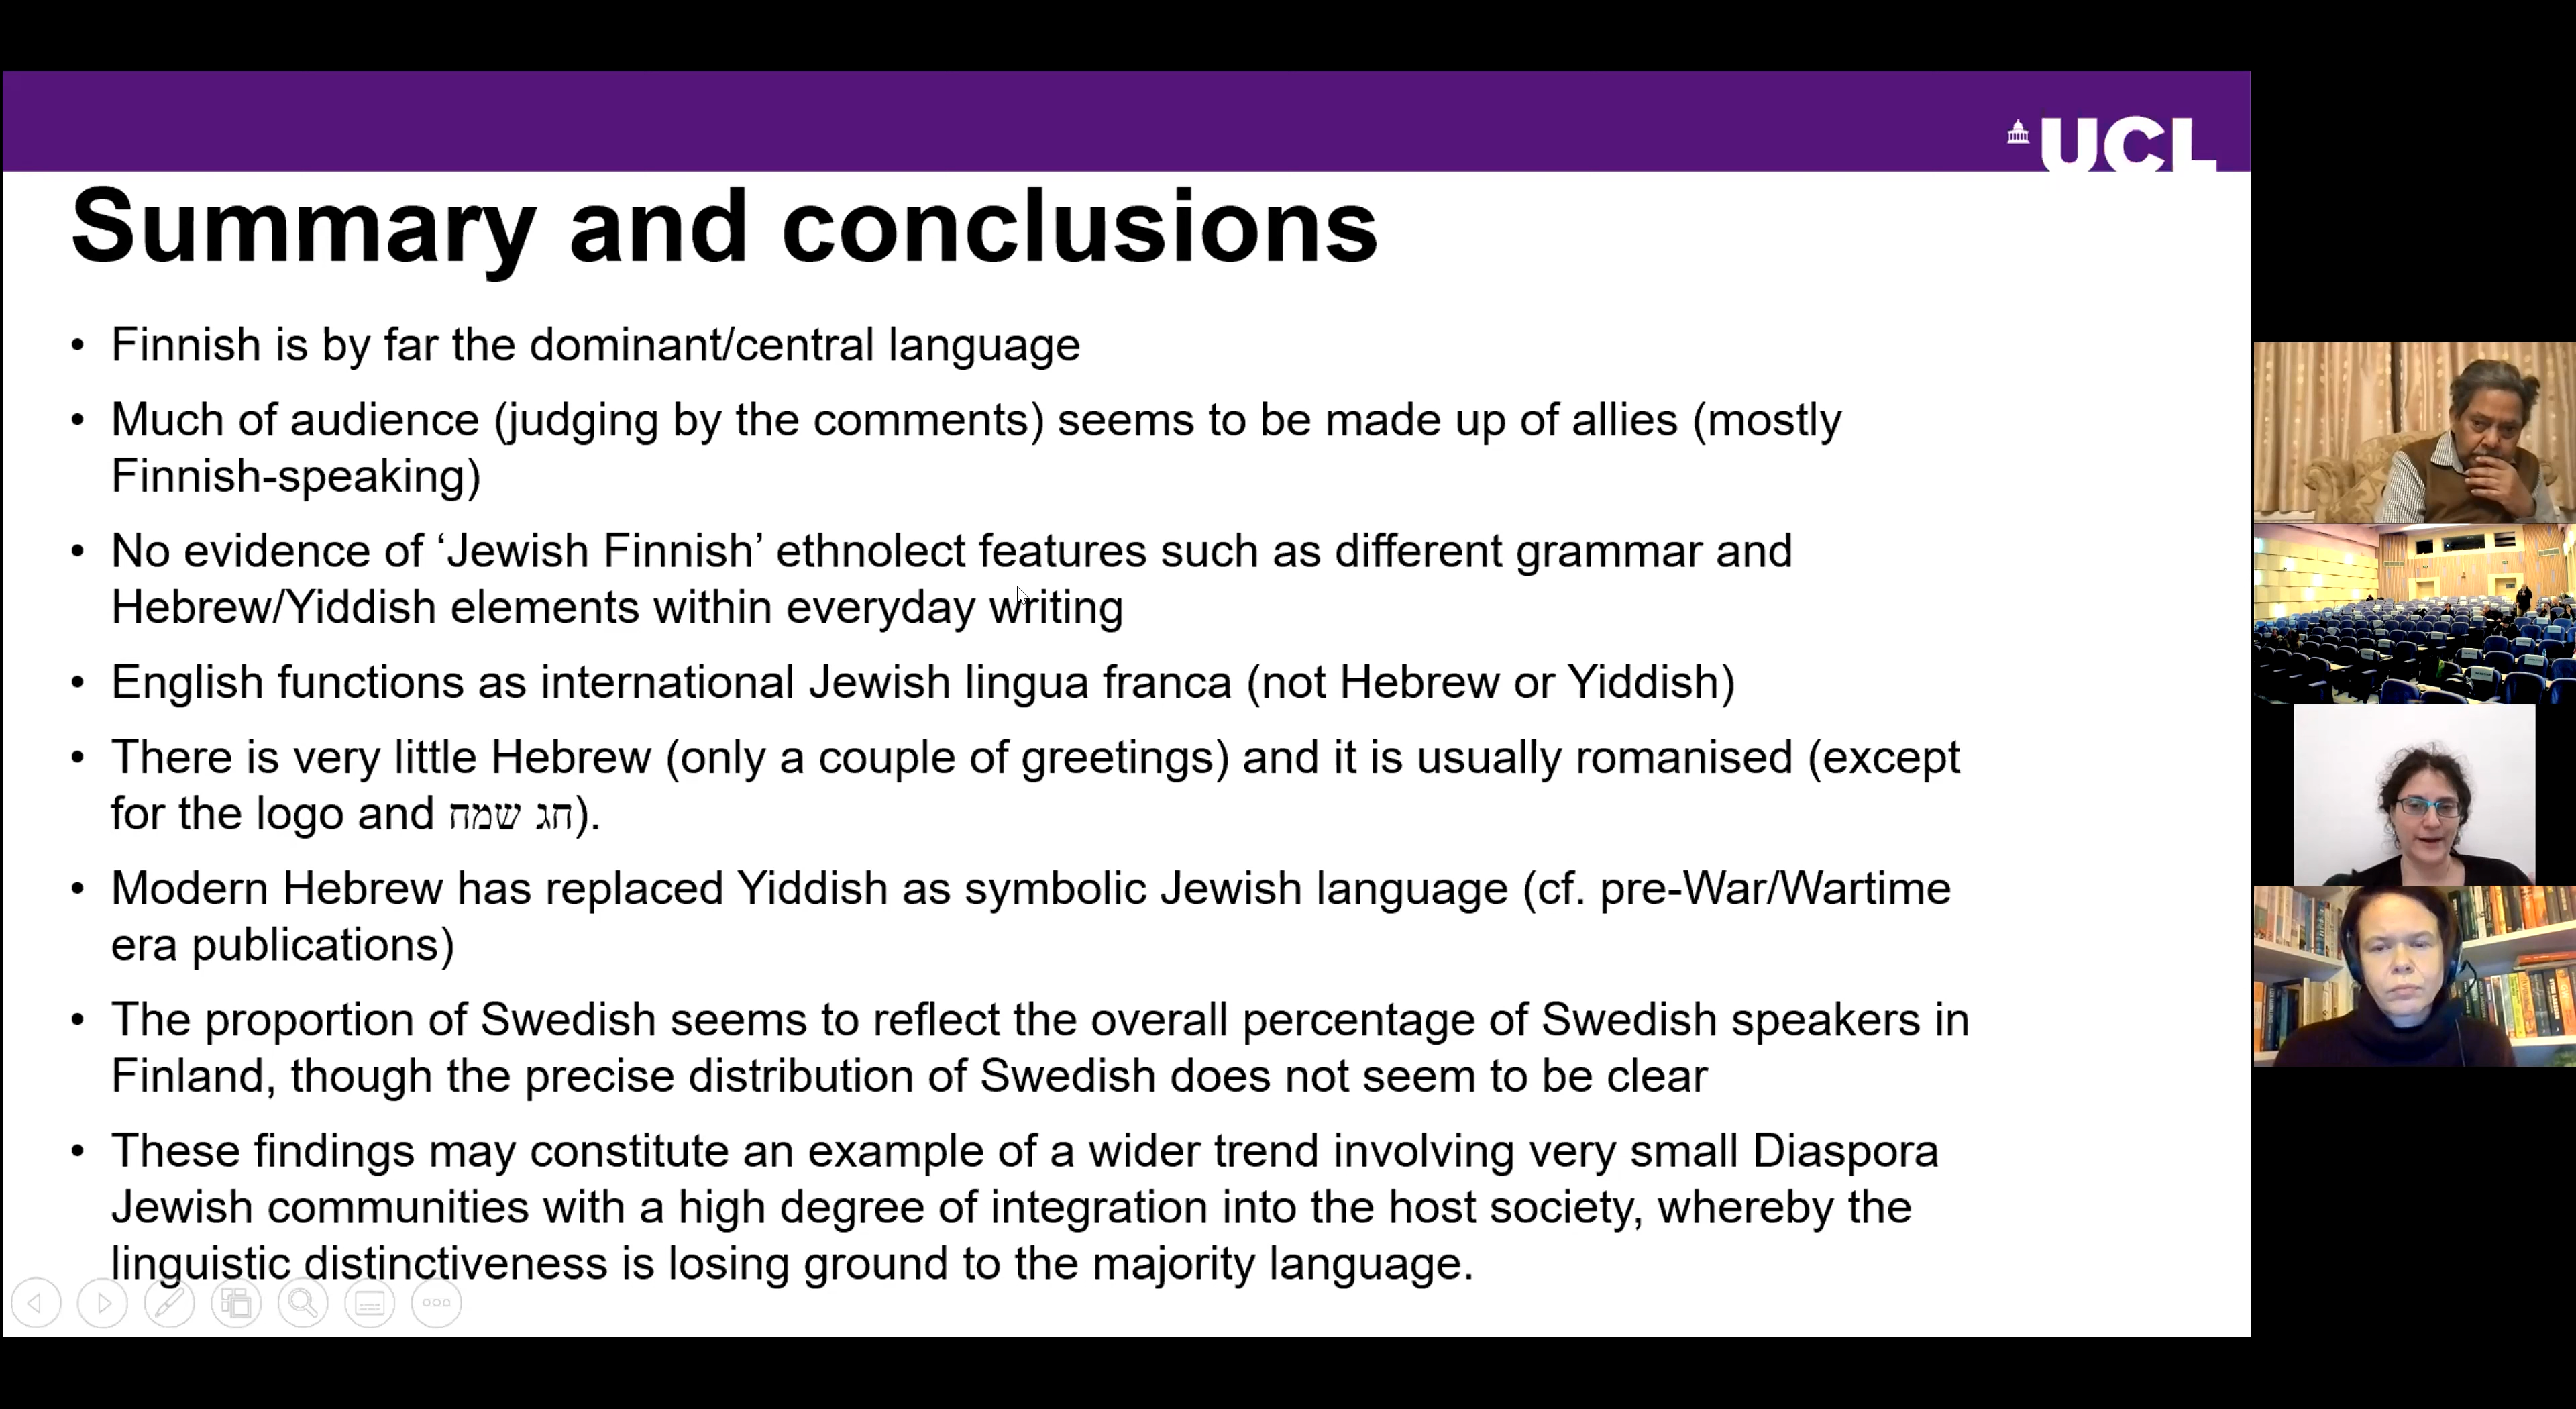 UCL
Summary and conclusions
• Finnish is by far the dominant/central language
• Much of audience (judging by the comments) seems to be made up of allies (mostly
Finnish-speaking)
• No evidence of ‘Jewish Finnish’ ethnolect features such as different grammar and
Hebrew/Yiddish elements within everyday writing
• English functions as international Jewish lingua franca (not Hebrew or Yiddish)
• There is very little Hebrew (only a couple of greetings) and it is usually romanised (except
for the logo and חג שמח).
• Modern Hebrew has replaced Yiddish as symbolic Jewish language (cf. pre-War/Wartime
era publications)
• The proportion of Swedish seems to reflect the overall percentage of Swedish speakers in
Finland, though the precise distribution of Swedish does not seem to be clear
• These findings may constitute an example of a wider trend involving very small Diaspora
Jewish communities with a high degree of integration into the host society, whereby the
linguistic distinctiveness is losing ground to the majority language.